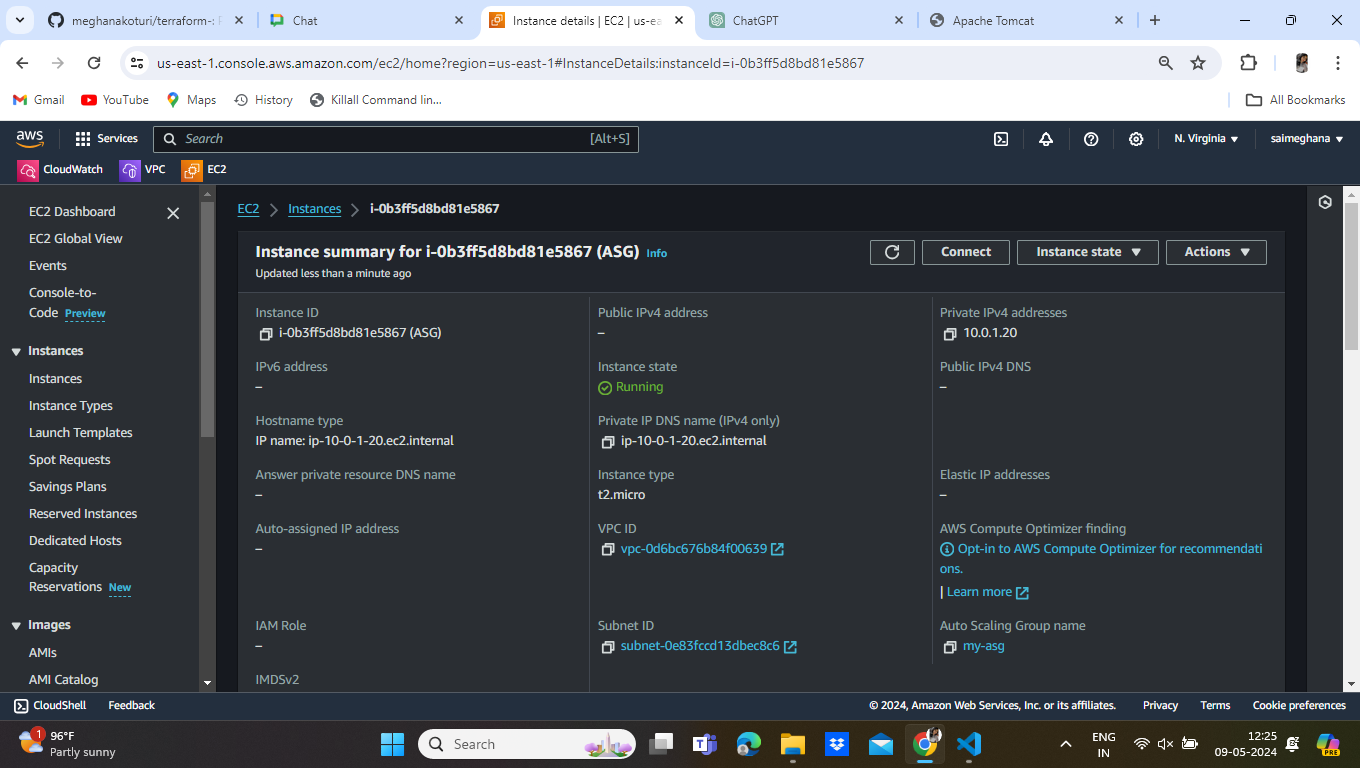 meghanakoturi/terraform-:
Chat
Instance details | EC2 | us-ea
ChatGPT
Apache Tomcat
us-east-1.console.aws.amazon.com/ec2/home?region=us-east-1#InstanceDetails:instanceId=i-0b3ff5d8bd81e5867
Gmail
YouTube
Maps
History
Killall Command lin...
All Bookmarks
aws
Services
Search
[Alt+S]
N. Virginia
saimeghana
CloudWatch
VPC
EC2
EC2 Dashboard
EC2 Global View
Events
Console-to-
Code Preview
Instances
Instances
Instance Types
Launch Templates
Spot Requests
Savings Plans
Reserved Instances
Dedicated Hosts
Capacity
Reservations New
Images
AMIs
AMI Catalog
EC2
Instances
i-0b3ff5d8bd81e5867
Instance summary for i-0b3ff5d8bd81e5867 (ASG) Info
Updated less than a minute ago
Connect
Instance state
Actions
Instance ID
i-0b3ff5d8bd81e5867 (ASG)
Public IPv4 address
–
Private IPv4 addresses
10.0.1.20
IPv6 address
–
Instance state
Running
Public IPv4 DNS
–
Hostname type
IP name: ip-10-0-1-20.ec2.internal
Private IP DNS name (IPv4 only)
ip-10-0-1-20.ec2.internal
Answer private resource DNS name
–
Instance type
t2.micro
Elastic IP addresses
–
Auto-assigned IP address
–
VPC ID
vpc-0d6bc676b84f00639
AWS Compute Optimizer finding
Opt-in to AWS Compute Optimizer for recommendati
ons.
| Learn more
IAM Role
–
Subnet ID
subnet-0e83fccd13dbec8c6
Auto Scaling Group name
my-asg
IMDSv2
CloudShell
Feedback
© 2024, Amazon Web Services, Inc. or its affiliates.
Privacy
Terms
Cookie preferences
1
96°F
Partly sunny
Search
ENG
IN
12:25
09-05-2024
PRE